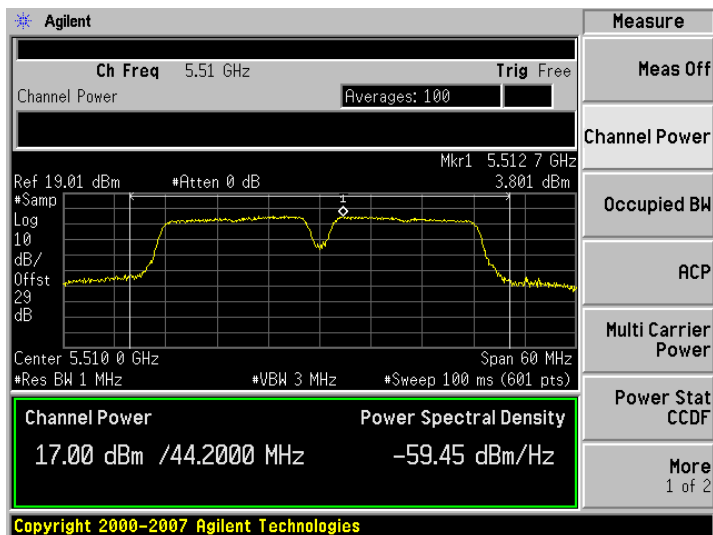 Agilent
Measure
Ch Freq 5.51 GHz Trig Free
Channel Power Averages: 100
Mkr1 5.512 7 GHz
Ref 19.01 dBm #Atten 0 dB 3.801 dBm
#Samp
Log
10
dB/
Offst
29
dB
1
Center 5.510 0 GHz Span 60 MHz
#Res BW 1 MHz #VBW 3 MHz #Sweep 100 ms (601 pts)
Channel Power Power Spectral Density
17.00 dBm /44.2000 MHz -59.45 dBm/Hz
Copyright 2000-2007 Agilent Technologies
Meas Off
Channel Power
Occupied BW
ACP
Multi Carrier
Power
Power Stat
CCDF
More
1 of 2